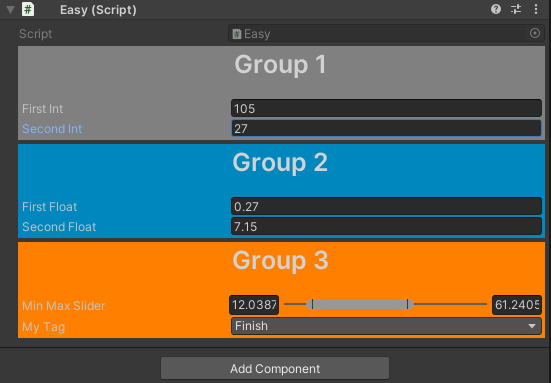 Easy (Script)
Script # Easy
Group 1
First Int 105
Second Int 27
Group 2
First Float 0.27
Second Float 7.15
Group 3
Min Max Slider 12.0387 61.2405
My Tag Finish
Add Component